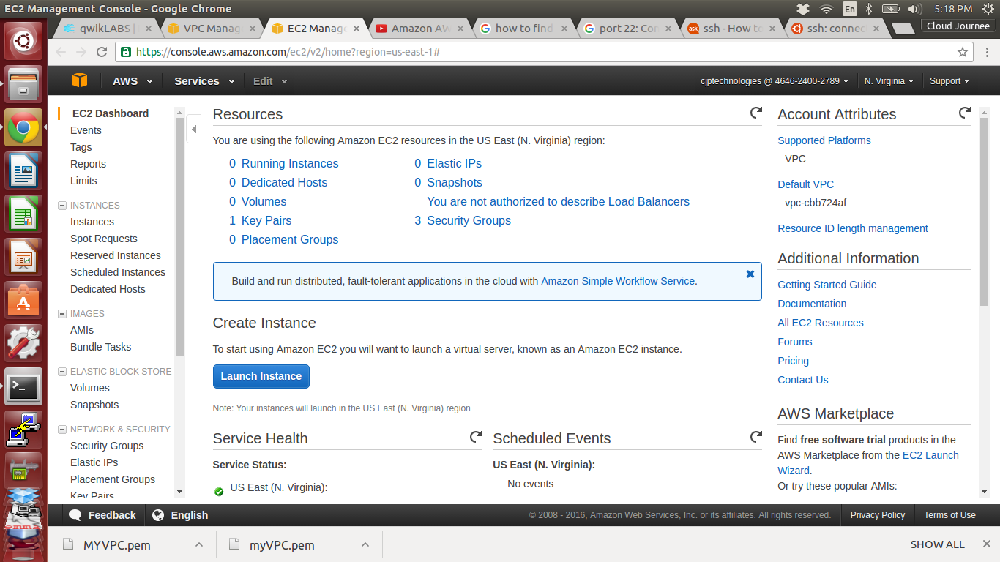 EC2 Management Console - Google Chrome
En
5:18 PM
qwikLABS |
VPC Manag
EC2 Manage
Amazon AW
how to find
port 22: Con
ssh - How to
ssh: connec
Cloud Journee
https://console.aws.amazon.com/ec2/v2/home?region=us-east-1#
AWS
Services
Edit
cjptechnologies @ 4646-2400-2789
N. Virginia
Support
EC2 Dashboard
Events
Tags
Reports
Limits
INSTANCES
Instances
Spot Requests
Reserved Instances
Scheduled Instances
Dedicated Hosts
IMAGES
AMIs
Bundle Tasks
ELASTIC BLOCK STORE
Volumes
Snapshots
NETWORK & SECURITY
Security Groups
Elastic IPs
Placement Groups
Key Pairs
Resources
You are using the following Amazon EC2 resources in the US East (N. Virginia) region:
0 Running Instances
0 Elastic IPs
0 Dedicated Hosts
0 Snapshots
0 Volumes
You are not authorized to describe Load Balancers
1 Key Pairs
3 Security Groups
0 Placement Groups
Build and run distributed, fault-tolerant applications in the cloud with Amazon Simple Workflow Service.
Create Instance
To start using Amazon EC2 you will want to launch a virtual server, known as an Amazon EC2 instance.
Launch Instance
Note: Your instances will launch in the US East (N. Virginia) region
Service Health
Service Status:
US East (N. Virginia):
Scheduled Events
US East (N. Virginia):
No events
Account Attributes
Supported Platforms
VPC
Default VPC
vpc-cbb724af
Resource ID length management
Additional Information
Getting Started Guide
Documentation
All EC2 Resources
Forums
Pricing
Contact Us
AWS Marketplace
Find free software trial products in the
AWS Marketplace from the EC2 Launch
Wizard.
Or try these popular AMIs:
Feedback
English
© 2008 - 2016, Amazon Web Services, Inc. or its affiliates. All rights reserved.
Privacy Policy
Terms of Use
MYVPC.pem
myVPC.pem
SHOW ALL